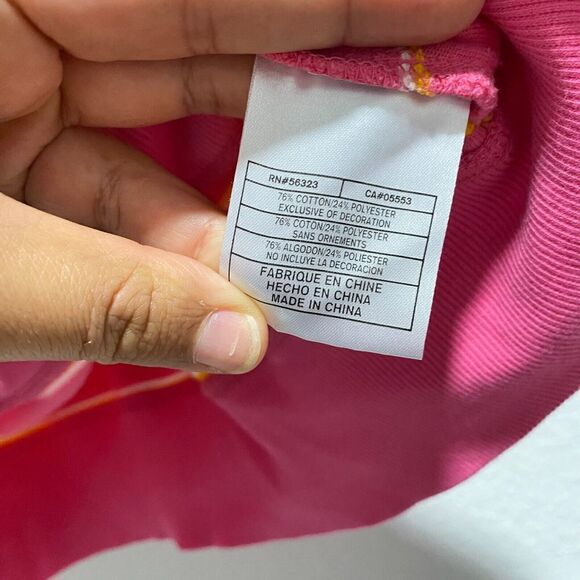 RN#56323 CA#05553
76% COTTON/24% POLYESTER
EXCLUSIVE OF DECORATION
76% COTON/24% POLYESTER
SANS ORNEMENTS
76% ALGODON/24% POLIESTER
NO INCLUYE LA DECORACION
FABRIQUE EN CHINE
HECHO EN CHINA
MADE IN CHINA